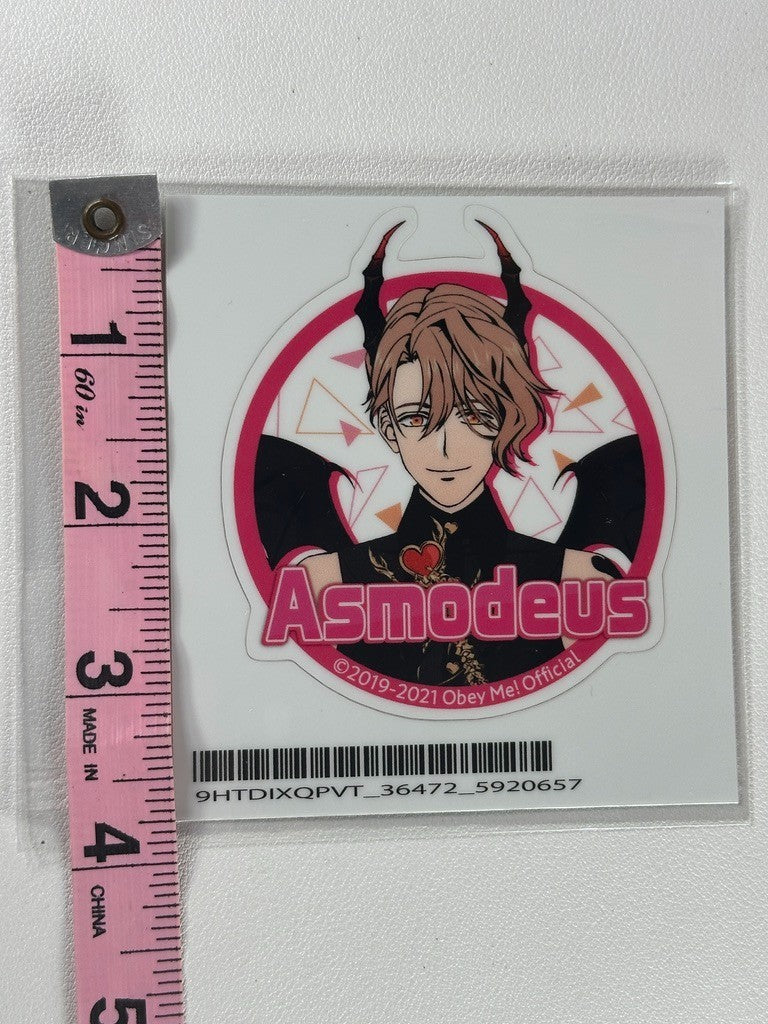 1
60 in
2
3
MADE IN
4
CHINA
5
Asmodeus
©2019-2021 Obey Me! Official
9HTDIXQPVT_36472_5920657